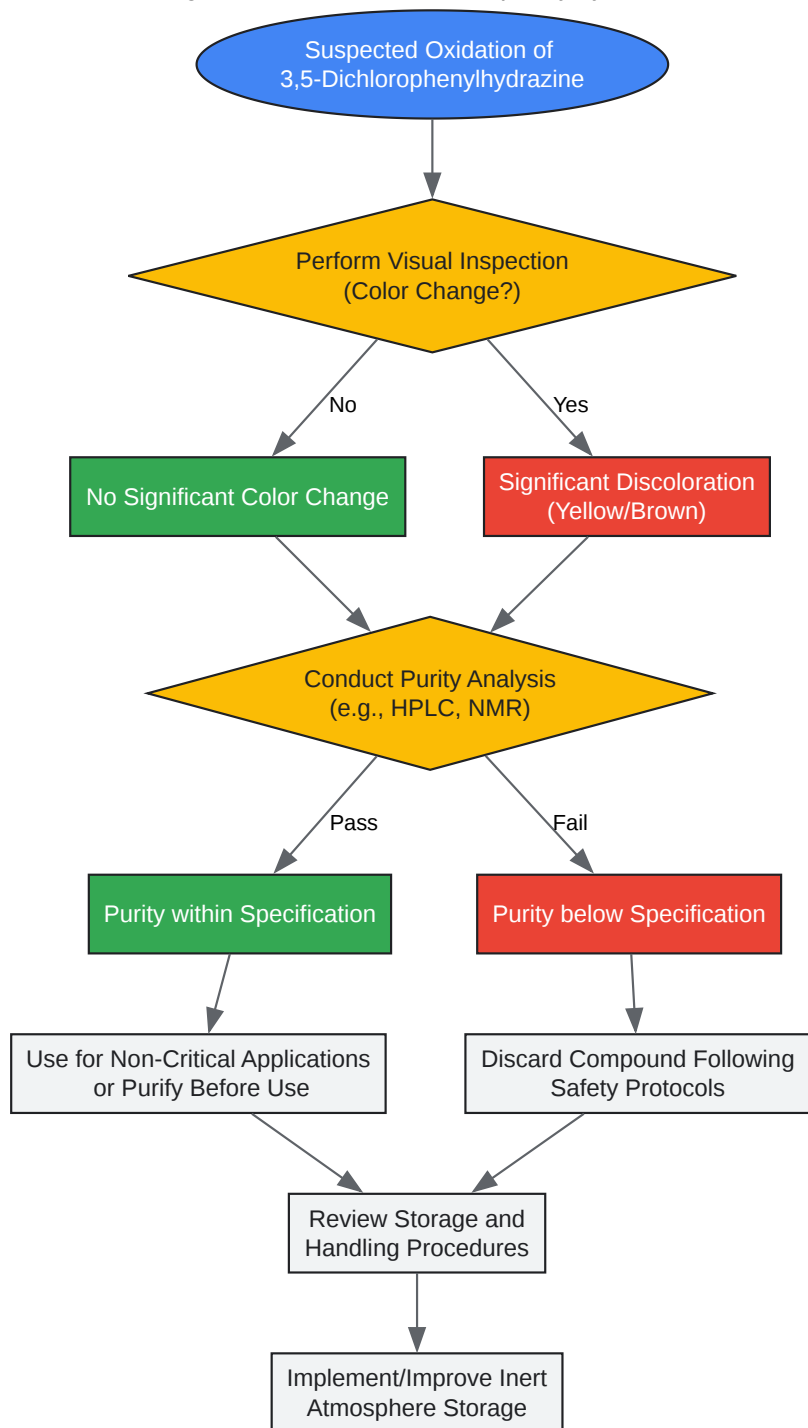 Suspected Oxidation of
3,5-Dichlorophenylhydrazine
Perform Visual Inspection
(Color Change?)
No
Yes
No Significant Color Change
Significant Discoloration
(Yellow/Brown)
Conduct Purity Analysis
(e.g., HPLC, NMR)
Pass
Fail
Purity within Specification
Purity below Specification
Use for Non-Critical Applications
or Purify Before Use
Discard Compound Following
Safety Protocols
Review Storage and
Handling Procedures
Implement/Improve Inert
Atmosphere Storage